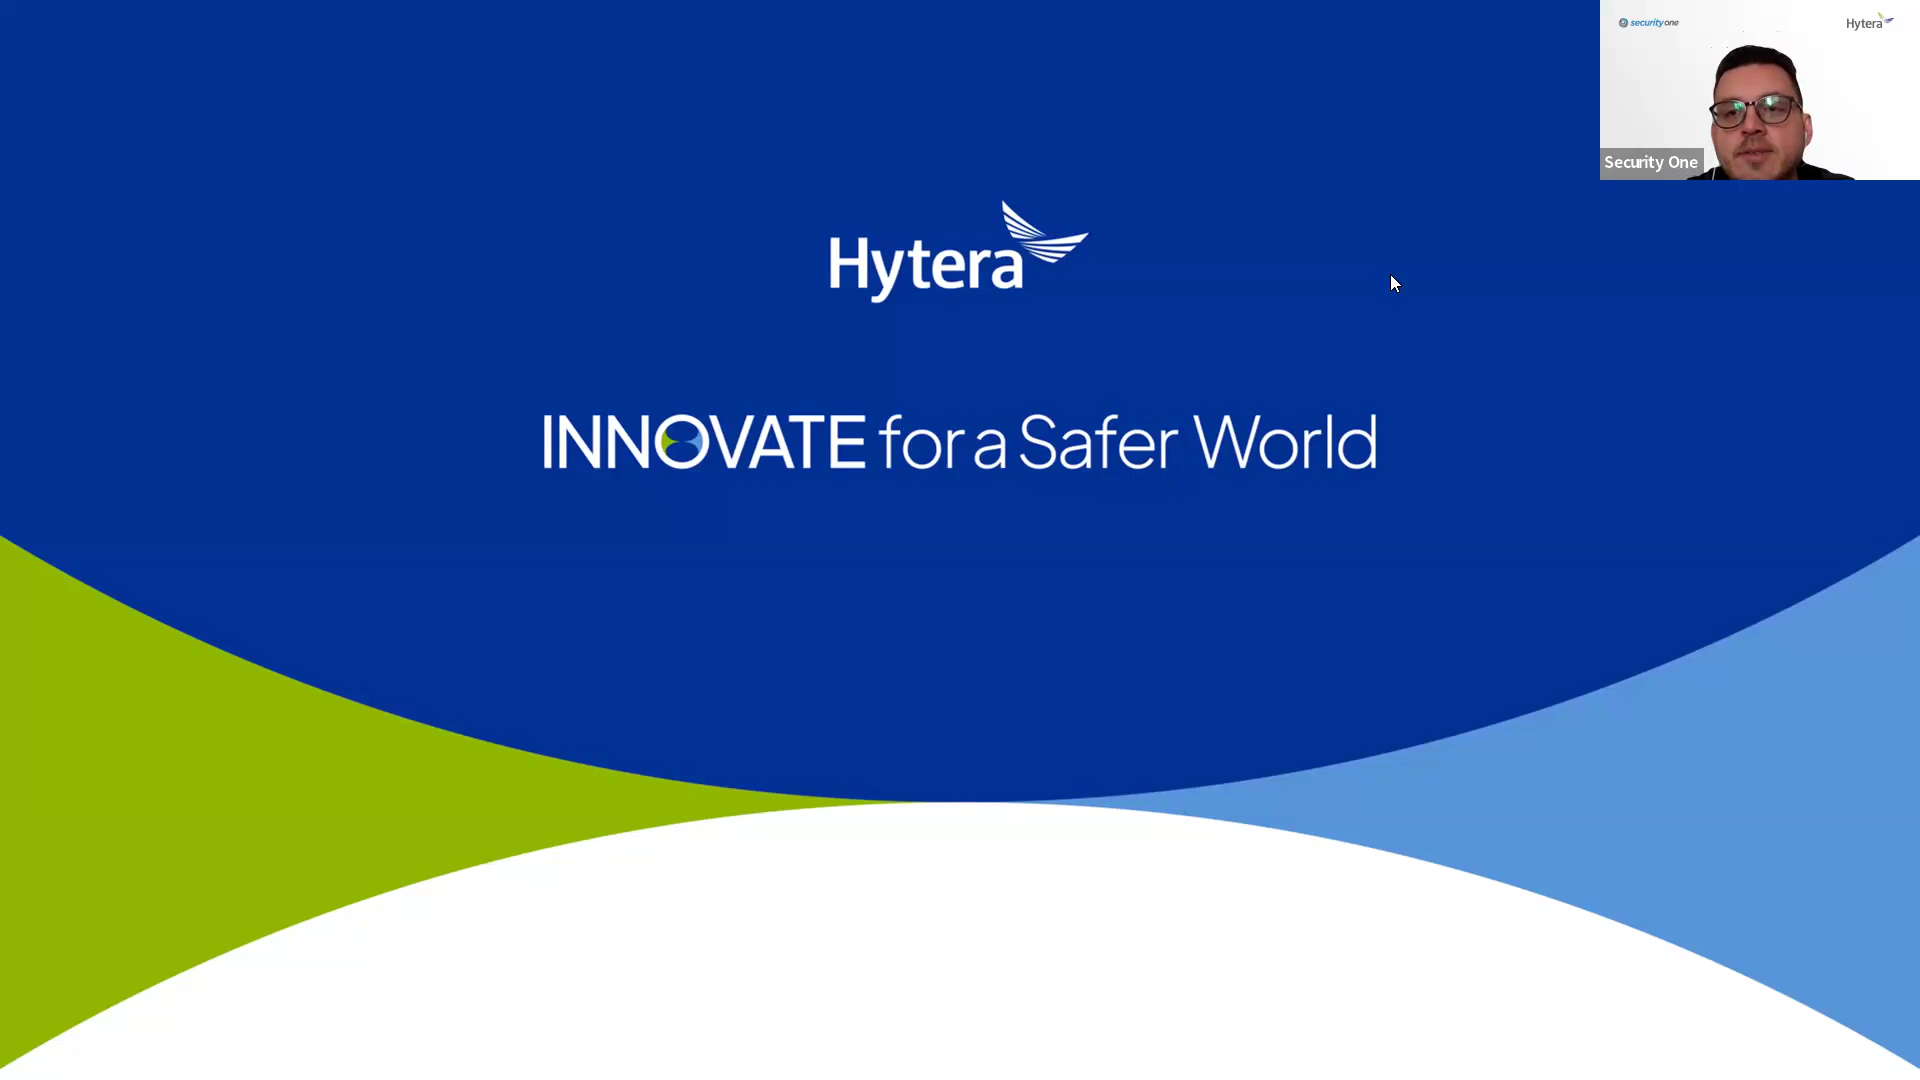 securityone
Hytera
Security One
Hytera
INNOVATE for a Safer World